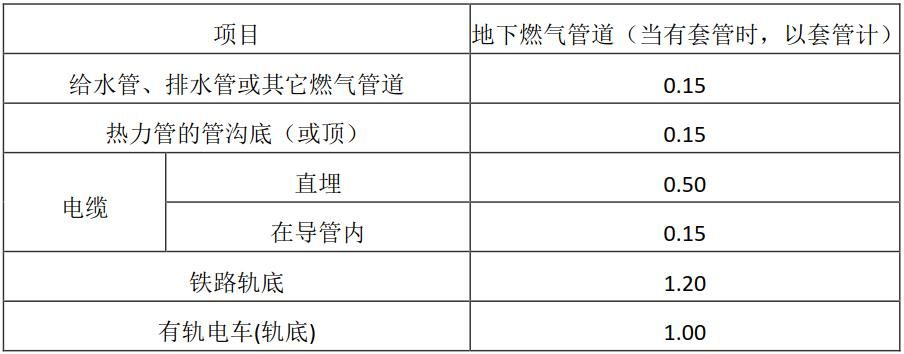 项目 地下燃气管道（当有套管时，以套管计）
给水管、排水管或其它燃气管道 0.15
热力管的管沟底（或顶） 0.15
电缆 直埋 0.50
在导管内 0.15
铁路轨底 1.20
有轨电车(轨底) 1.00